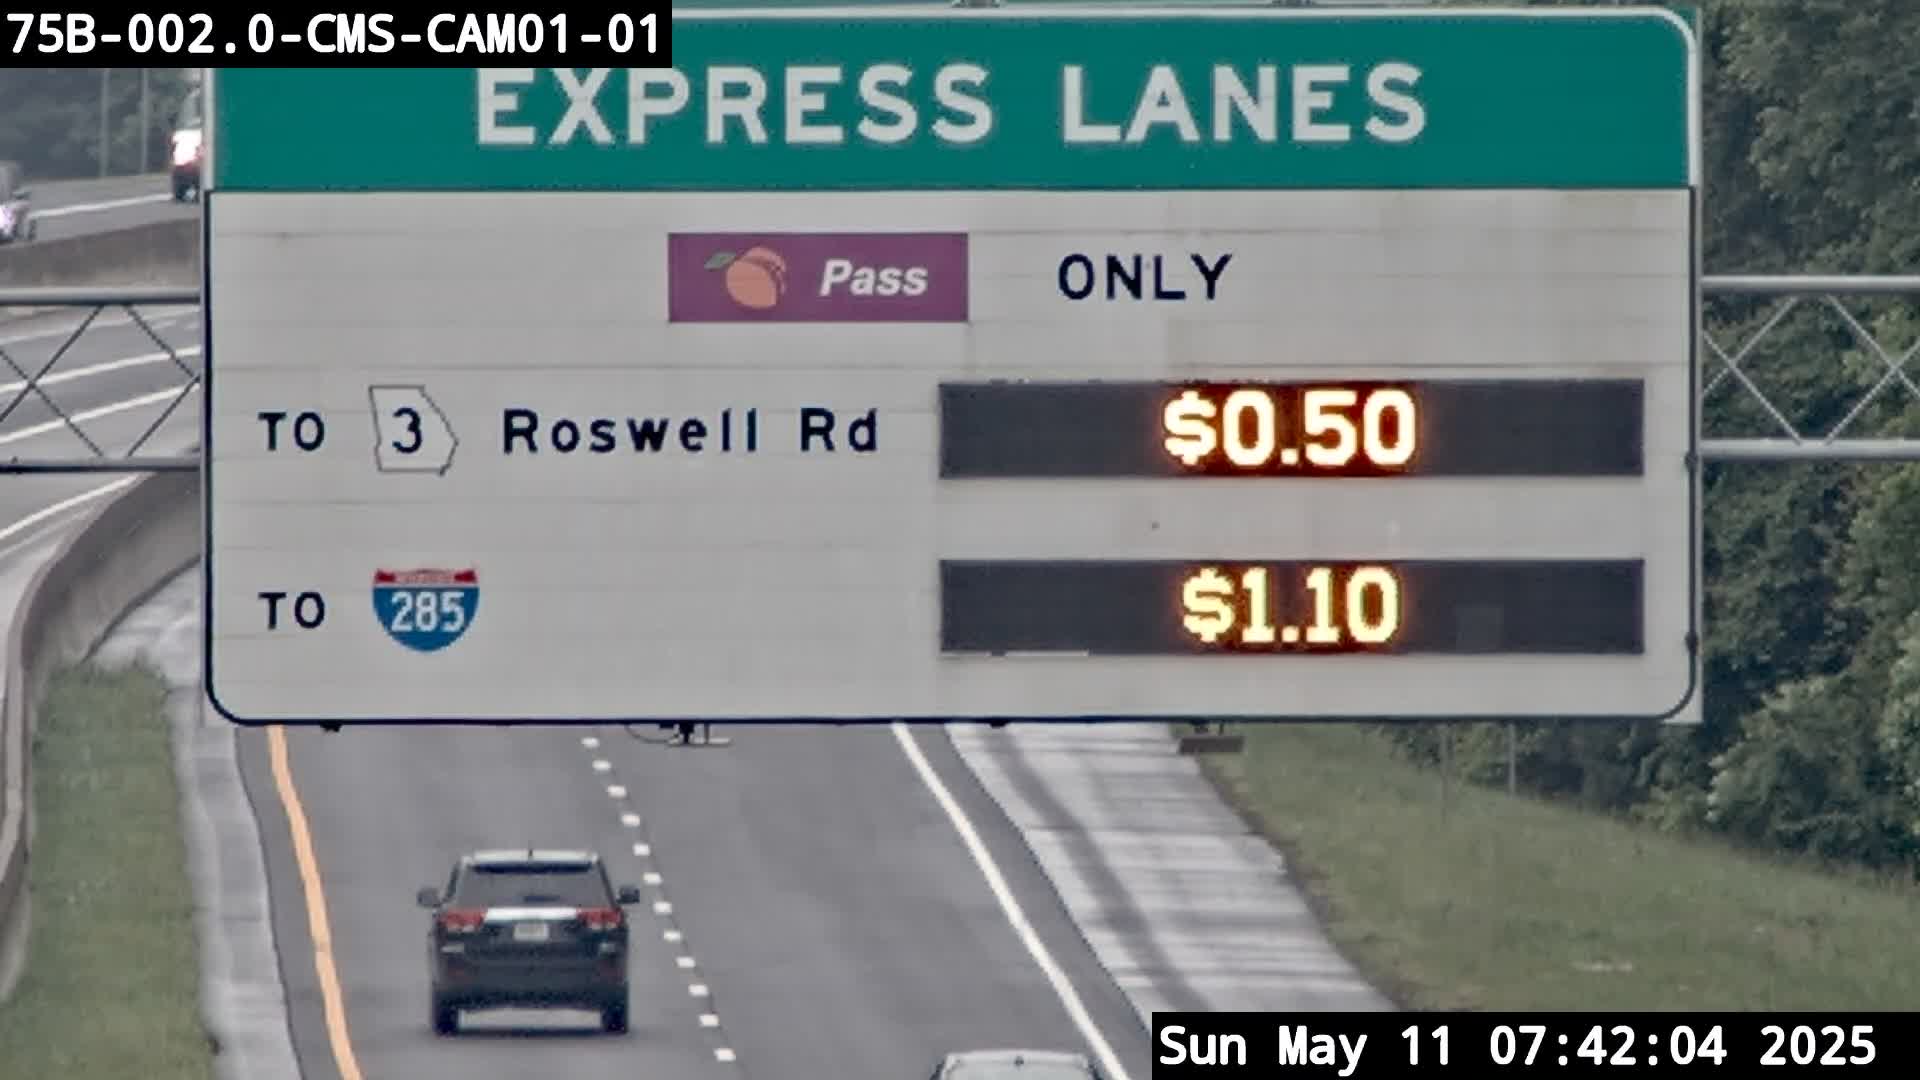 75B-002.0-CMS-CAM01-01
EXPRESS LANES
Pass ONLY
TO 3 Roswell Rd $0.50
TO 285 $1.10
Sun May 11 07:42:04 2025